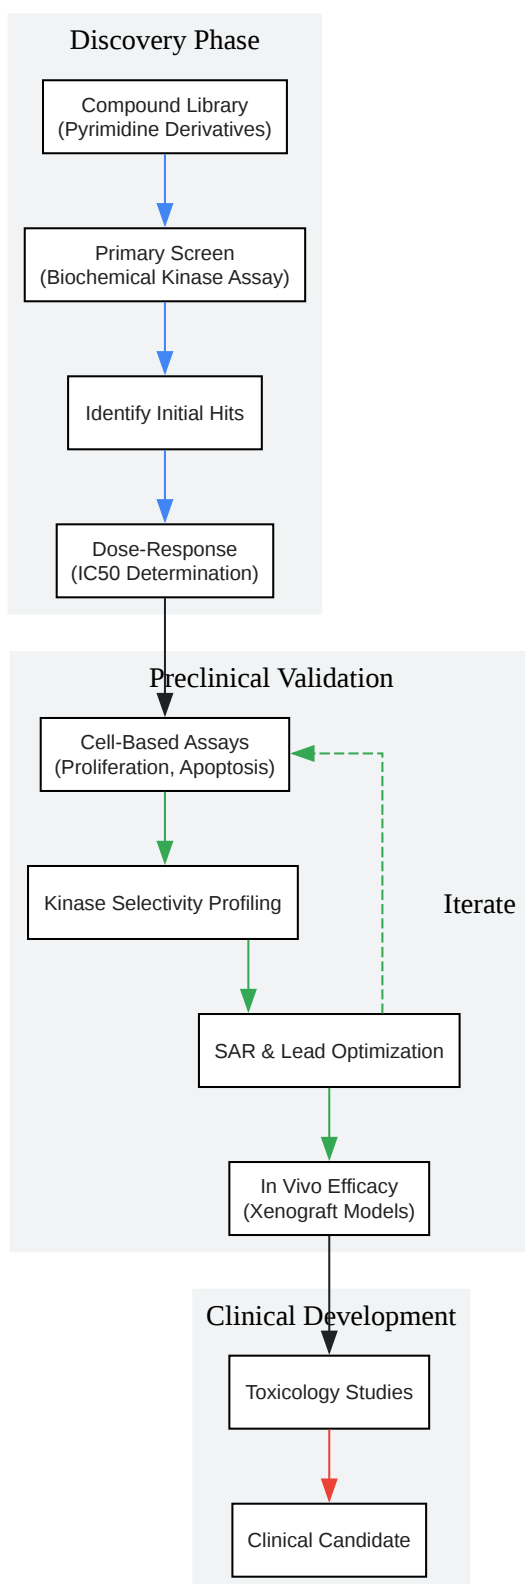 Discovery Phase
Compound Library
(Pyrimidine Derivatives)
Primary Screen
(Biochemical Kinase Assay)
Identify Initial Hits
Dose-Response
(IC50 Determination)
Preclinical Validation
Cell-Based Assays
(Proliferation, Apoptosis)
Kinase Selectivity Profiling
Iterate
SAR & Lead Optimization
In Vivo Efficacy
(Xenograft Models)
Clinical Development
Toxicology Studies
Clinical Candidate